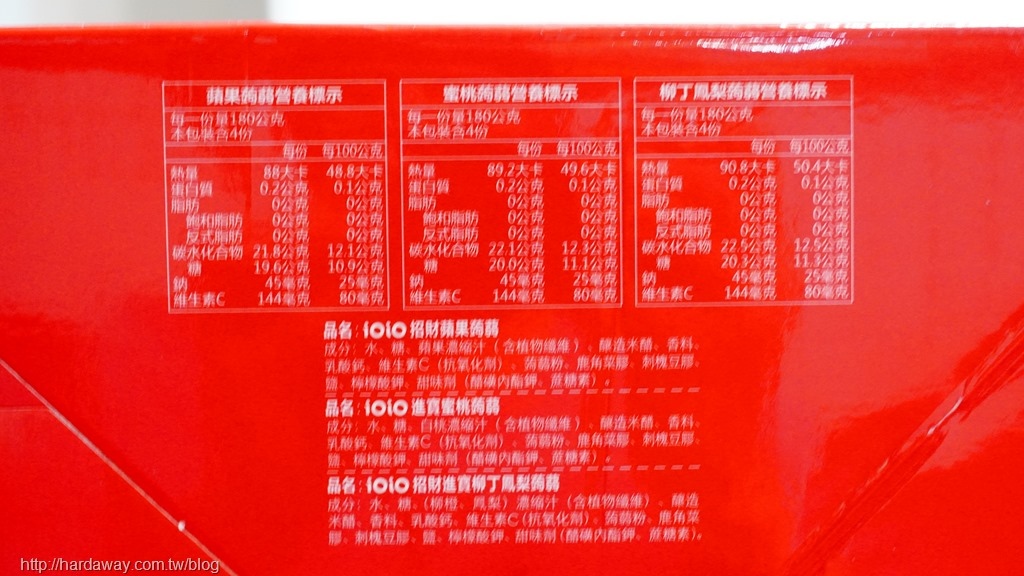 蘋果蒟蒻營養標示
每一份量180公克
本包裝含4份
每份 每100公克
熱量 88大卡 48.8大卡
蛋白質 0.2公克 0.1公克
脂肪 0公克 0公克
飽和脂肪 0公克 0公克
反式脂肪 0公克 0公克
碳水化合物 21.8公克 12.1公克
糖 19.6公克 10.9公克
鈉 45毫克 25毫克
維生素C 144毫克 80毫克
蜜桃蒟蒻營養標示
每一份量180公克
本包裝含4份
每份 每100公克
熱量 89.2大卡 49.6大卡
蛋白質 0.2公克 0.1公克
脂肪 0公克 0公克
飽和脂肪 0公克 0公克
反式脂肪 0公克 0公克
碳水化合物 22.1公克 12.3公克
糖 20.0公克 11.1公克
鈉 45毫克 25毫克
維生素C 144毫克 80毫克
柳丁鳳梨蒟蒻營養標示
每一份量180公克
本包裝含4份
每份 每100公克
熱量 90.8大卡 50.4大卡
蛋白質 0.2公克 0.1公克
脂肪 0公克 0公克
飽和脂肪 0公克 0公克
反式脂肪 0公克 0公克
碳水化合物 22.5公克 12.5公克
糖 20.3公克 11.3公克
鈉 45毫克 25毫克
維生素C 144毫克 80毫克
品名：iolo 招財蘋果蒟蒻
成分：水、糖、蘋果濃縮汁（含植物纖維）、釀造米醋、香料、
乳酸鈣、維生素C（抗氧化劑）、蒟蒻粉、鹿角菜膠、刺槐豆膠、
鹽、檸檬酸鉀、甜味劑（醋磺內酯鉀、蔗糖素）。
品名：iolo 進寶蜜桃蒟蒻
成分：水、糖、白桃濃縮汁（含植物纖維）、釀造米醋、香料、
乳酸鈣、維生素C（抗氧化劑）、蒟蒻粉、鹿角菜膠、刺槐豆膠、
鹽、檸檬酸鉀、甜味劑（醋磺內酯鉀、蔗糖素）。
品名：iolo 招財進寶柳丁鳳梨蒟蒻
成分：水、糖、（柳橙、鳳梨）濃縮汁（含植物纖維）、釀造
米醋、香料、乳酸鈣、維生素C（抗氧化劑）、蒟蒻粉、鹿角菜
膠、刺槐豆膠、鹽、檸檬酸鉀、甜味劑（醋磺內酯鉀、蔗糖素）。
http://hardaway.com.tw/blog